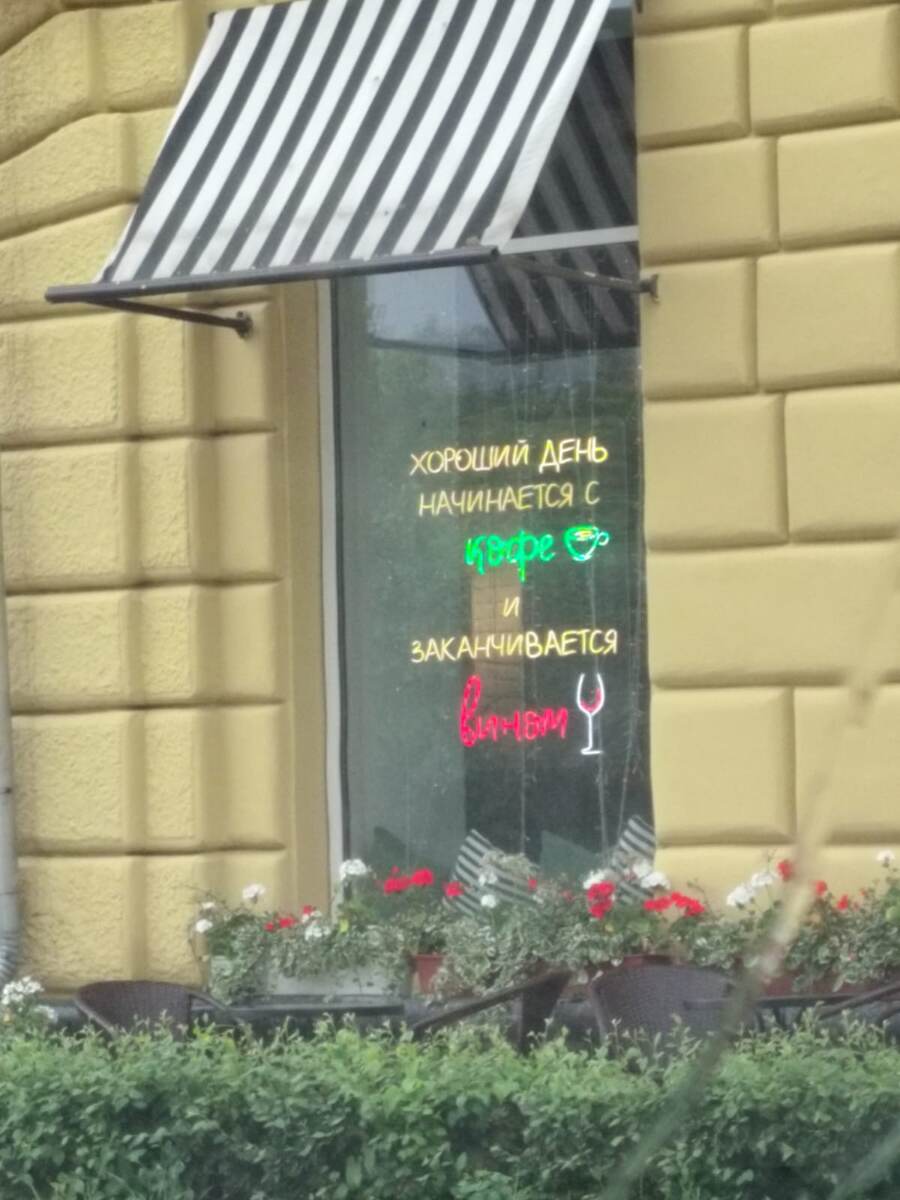 ХОРОШИЙ ДЕНЬ
НАЧИНАЕТСЯ С
кофе
И
ЗАКАНЧИВАЕТСЯ
вином